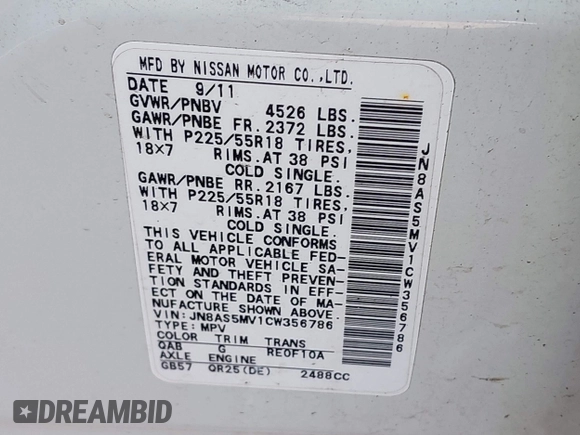 MFD BY NISSAN MOTOR CO.,LTD.
DATE 9/11
GVWR/PNBV 4526 LBS.
GAWR/PNBE FR. 2372 LBS.
WITH P225/55R18 TIRES,
18X7 RIMS.AT 38 PSI
COLD SINGLE.
GAWR/PNBE RR. 2167 LBS.
WITH P225/55R18 TIRES,
18X7 RIMS.AT 38 PSI
COLD SINGLE.
THIS VEHICLE CONFORMS
TO ALL APPLICABLE FED-
ERAL MOTOR VEHICLE SA-
FETY AND THEFT PREVEN-
TION STANDARDS IN EFF-
ECT ON THE DATE OF MA-
NUFACTURE SHOWN ABOVE.
VIN: JN8AS5MV1CW356786
TYPE: MPV
COLOR TRIM TRANS
QAB G RE0F10A
AXLE ENGINE
GB57 QR25(DE) 2488CC
JN8AS5MV1CW356786
DREAMBID